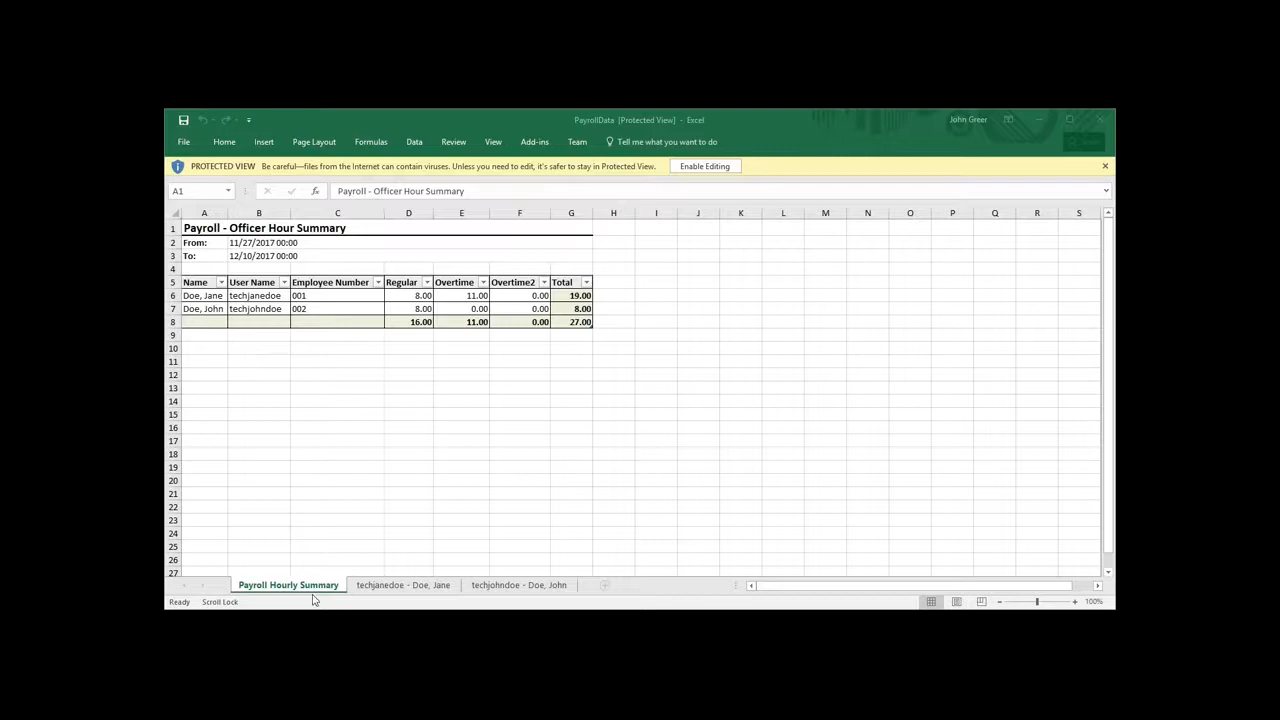 PayrollData [Protected View] - Excel
John Greer
File Home Insert Page Layout Formulas Data Review View Add-ins Team Tell me what you want to do
PROTECTED VIEW Be careful—files from the Internet can contain viruses. Unless you need to edit, it's safer to stay in Protected View. Enable Editing
A1 fx Payroll - Officer Hour Summary
A B C D E F G H I J K L M N O P Q R S
1 Payroll - Officer Hour Summary
2 From: 11/27/2017 00:00
3 To: 12/10/2017 00:00
4
5 Name User Name Employee Number Regular Overtime Overtime2 Total
6 Doe, Jane techjanedoe 001 8.00 11.00 0.00 19.00
7 Doe, John techjohndoe 002 8.00 0.00 0.00 8.00
8 16.00 11.00 0.00 27.00
9
10
11
12
13
14
15
16
17
18
19
20
21
22
23
24
25
26
27
Payroll Hourly Summary techjanedoe - Doe, Jane techjohndoe - Doe, John
Ready Scroll Lock 100%